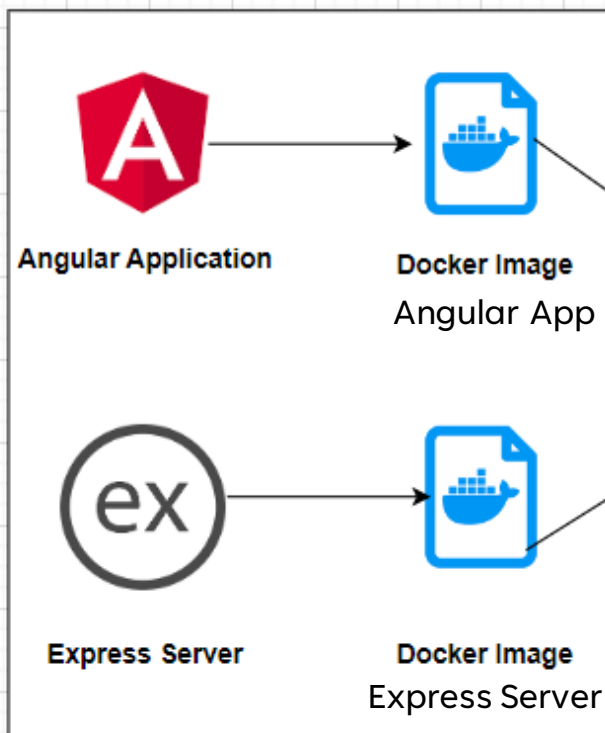 A
Angular Application
Docker Image
Angular App
ex
Express Server
Docker Image
Express Server